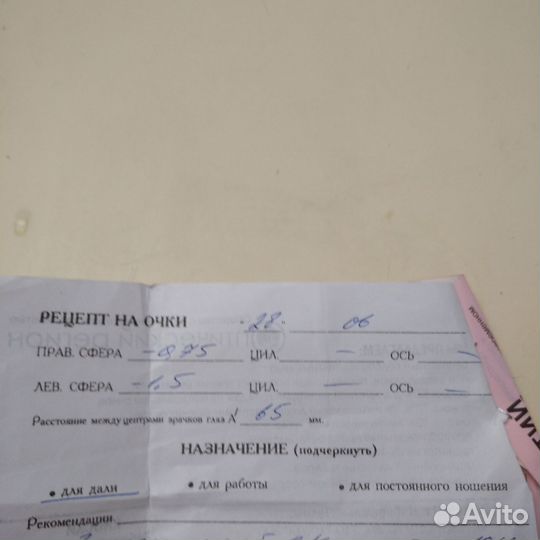 РЕЦЕПТ НА ОЧКИ 28. 06
ПРАВ. СФЕРА −0,75 ЦИЛ. — ОСЬ —
ЛЕВ. СФЕРА −1,5 ЦИЛ. — ОСЬ —
Расстояние между центрами зрачков глаз 65 мм.
НАЗНАЧЕНИЕ (подчеркнуть)
• для дали • для работы • для постоянного ношения
Рекомендации
Avito